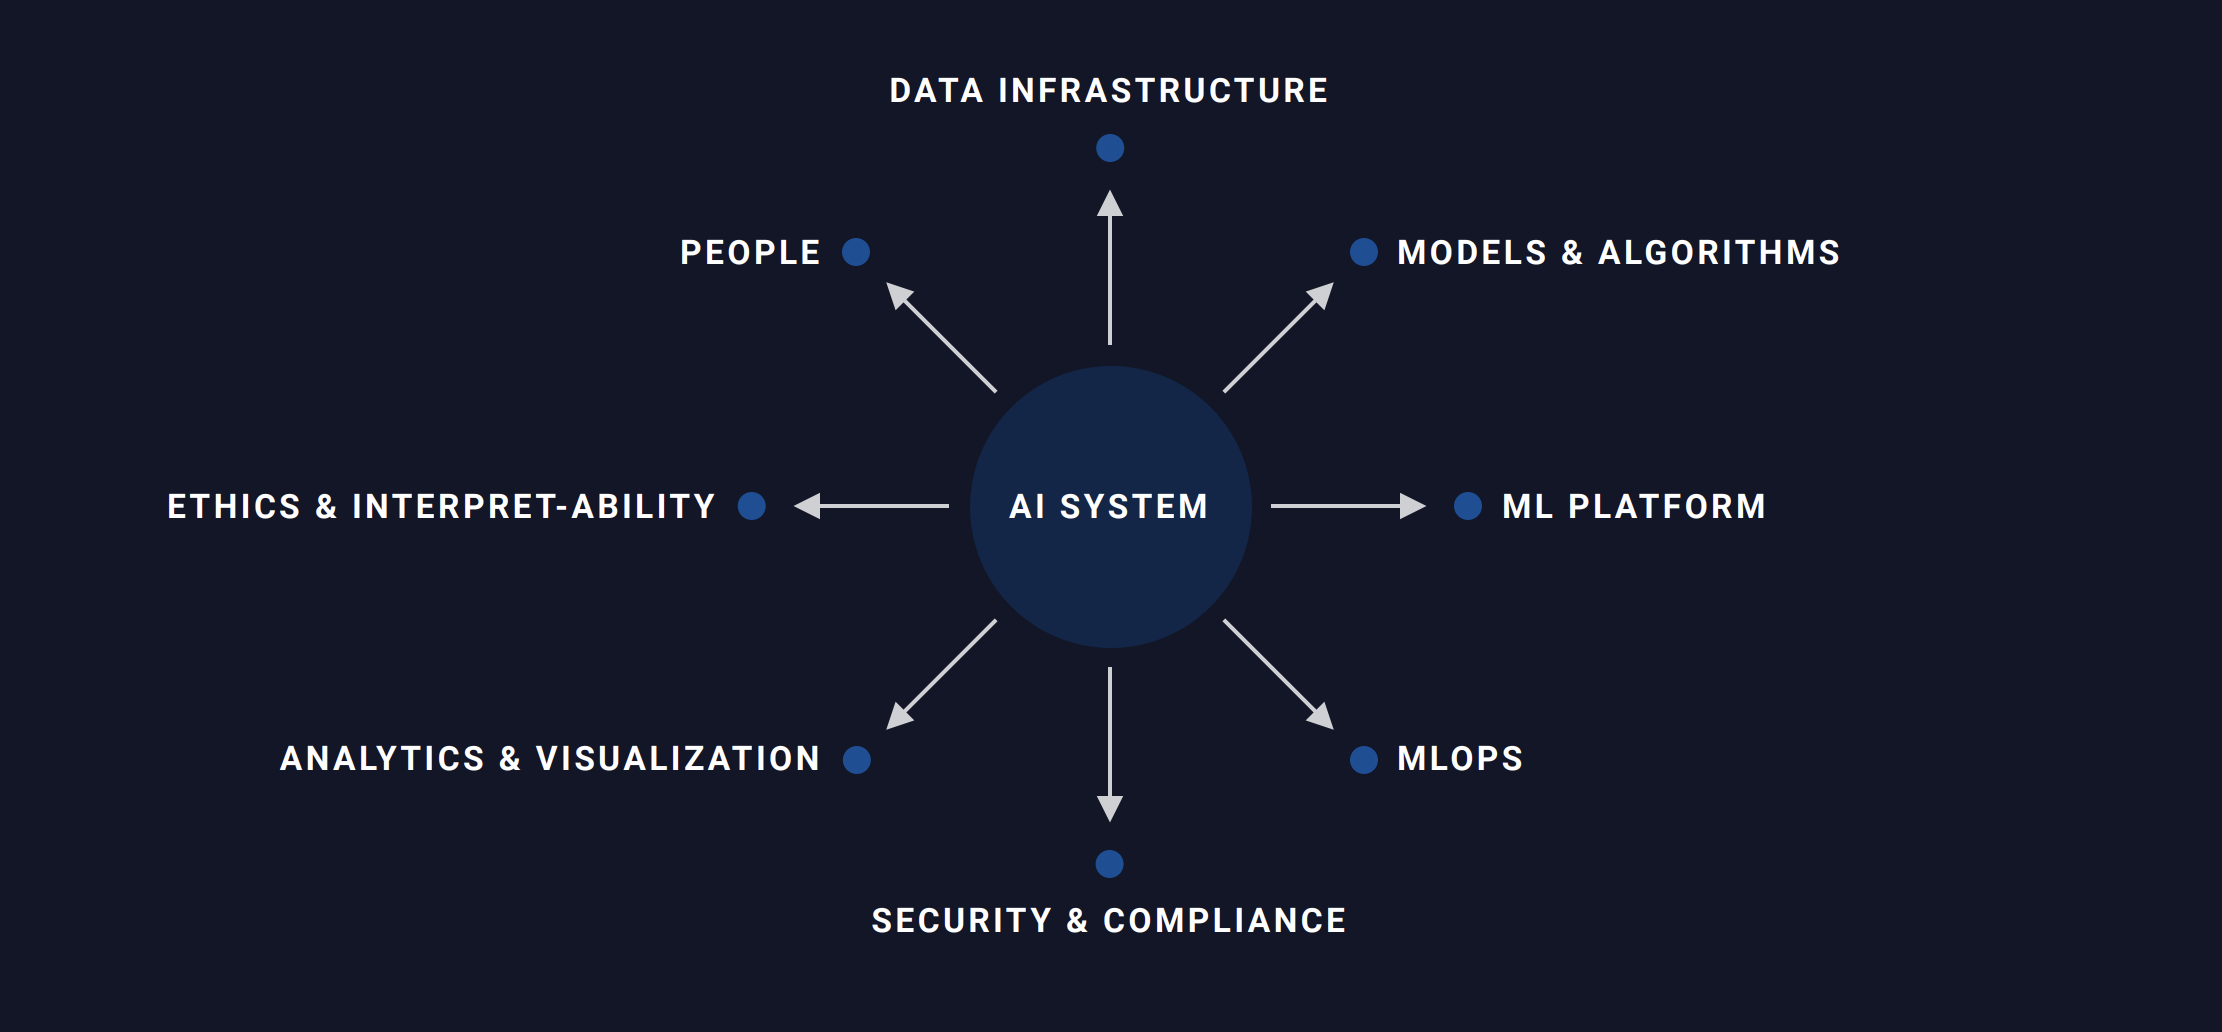 DATA INFRASTRUCTURE
PEOPLE
MODELS & ALGORITHMS
ETHICS & INTERPRET-ABILITY
AI SYSTEM
ML PLATFORM
ANALYTICS & VISUALIZATION
MLOPS
SECURITY & COMPLIANCE